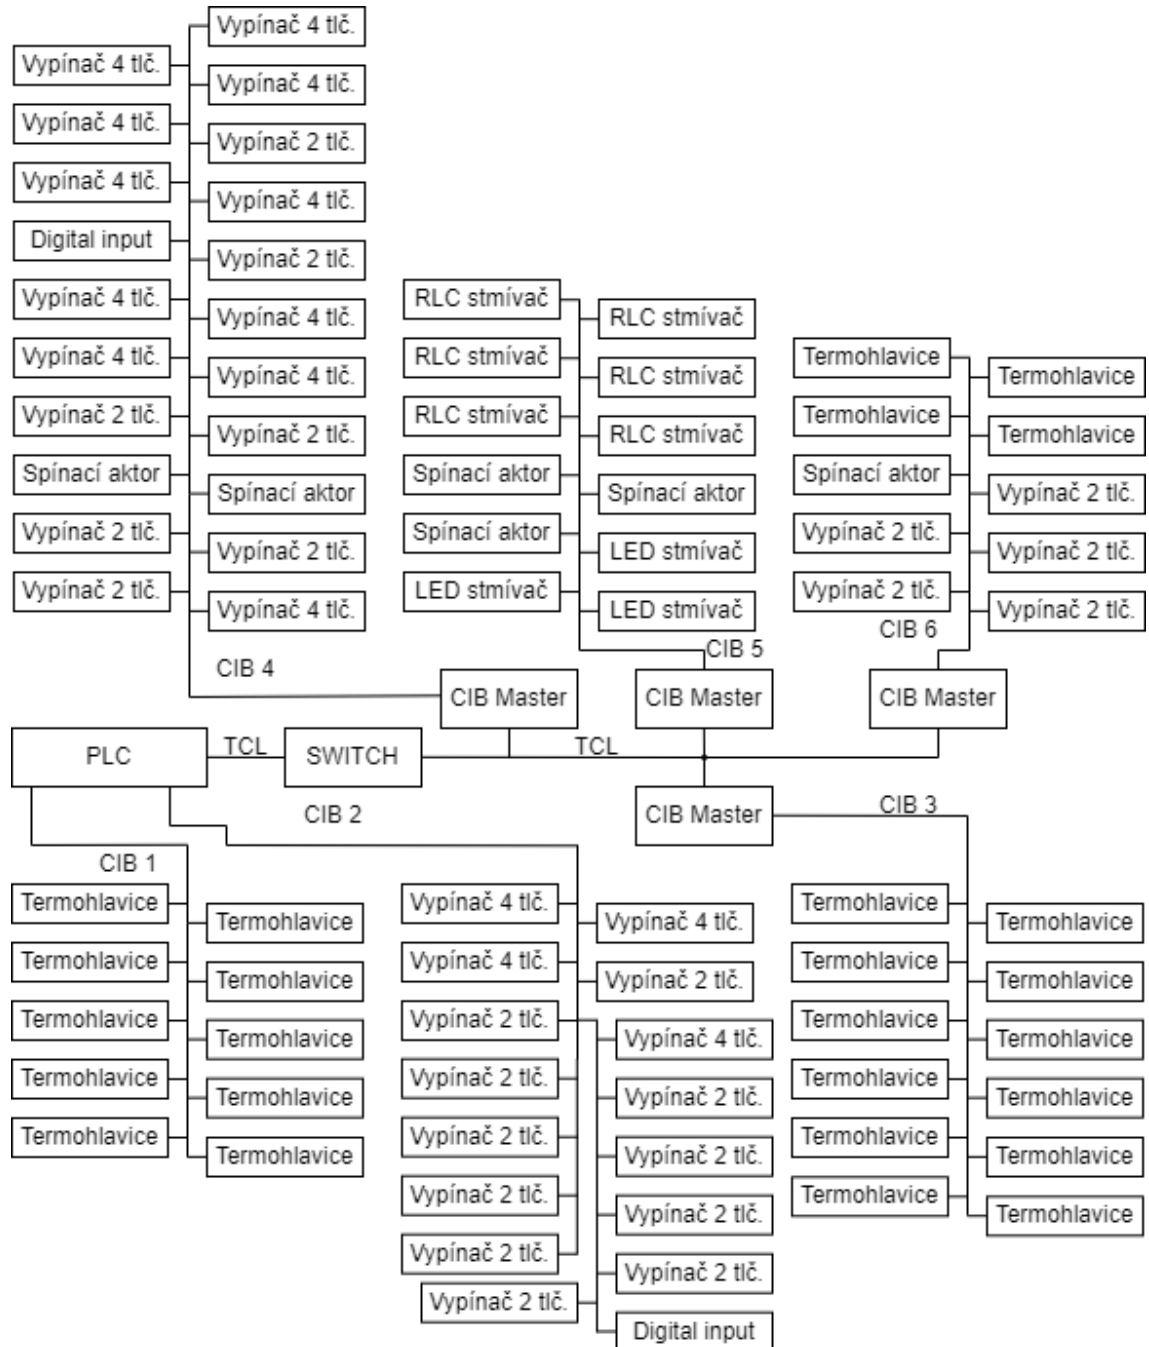 Vypínač 4 tlč.
Vypínač 4 tlč.
Vypínač 4 tlč.
Vypínač 4 tlč.
Vypínač 2 tlč.
Vypínač 4 tlč.
Vypínač 4 tlč.
Digital input
Vypínač 2 tlč.
Vypínač 4 tlč.
Vypínač 4 tlč.
Vypínač 4 tlč.
Vypínač 4 tlč.
Vypínač 2 tlč.
Vypínač 2 tlč.
Spínací aktor
Spínací aktor
Vypínač 2 tlč.
Vypínač 2 tlč.
Vypínač 2 tlč.
Vypínač 4 tlč.
CIB 4
RLC stmívač
RLC stmívač
RLC stmívač
RLC stmívač
RLC stmívač
RLC stmívač
Spínací aktor
Spínací aktor
Spínací aktor
LED stmívač
LED stmívač
LED stmívač
CIB 5
Termohlavice
Termohlavice
Termohlavice
Termohlavice
Spínací aktor
Vypínač 2 tlč.
Vypínač 2 tlč.
Vypínač 2 tlč.
Vypínač 2 tlč.
Vypínač 2 tlč.
CIB 6
CIB Master
CIB Master
CIB Master
PLC
TCL
SWITCH
TCL
CIB Master
CIB 3
CIB 2
CIB 1
Termohlavice
Termohlavice
Termohlavice
Termohlavice
Termohlavice
Termohlavice
Termohlavice
Termohlavice
Termohlavice
Termohlavice
Vypínač 4 tlč.
Vypínač 4 tlč.
Vypínač 4 tlč.
Vypínač 2 tlč.
Vypínač 2 tlč.
Vypínač 4 tlč.
Vypínač 2 tlč.
Vypínač 2 tlč.
Vypínač 2 tlč.
Vypínač 2 tlč.
Vypínač 2 tlč.
Vypínač 2 tlč.
Vypínač 2 tlč.
Vypínač 2 tlč.
Vypínač 2 tlč.
Digital input
Termohlavice
Termohlavice
Termohlavice
Termohlavice
Termohlavice
Termohlavice
Termohlavice
Termohlavice
Termohlavice
Termohlavice
Termohlavice
Termohlavice